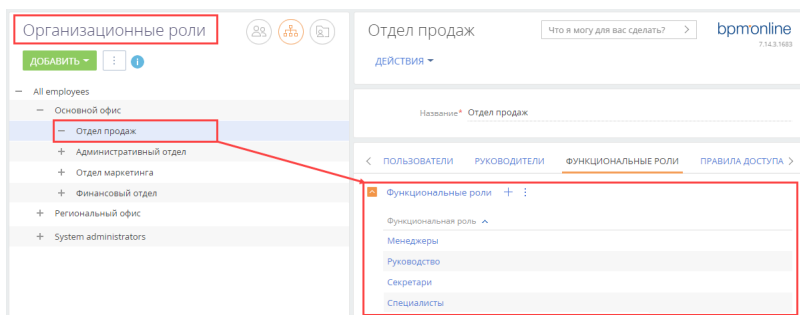 Организационные роли
ДОБАВИТЬ
All employees
Основной офис
Отдел продаж
Административный отдел
Отдел маркетинга
Финансовый отдел
Региональный офис
System administrators
Отдел продаж
Что я могу для вас сделать?
bpmonline
7.14.3.1683
ДЕЙСТВИЯ
Название* Отдел продаж
ПОЛЬЗОВАТЕЛИ РУКОВОДИТЕЛИ ФУНКЦИОНАЛЬНЫЕ РОЛИ ПРАВИЛА ДОСТУПА
Функциональные роли
Функциональная роль
Менеджеры
Руководство
Секретари
Специалисты